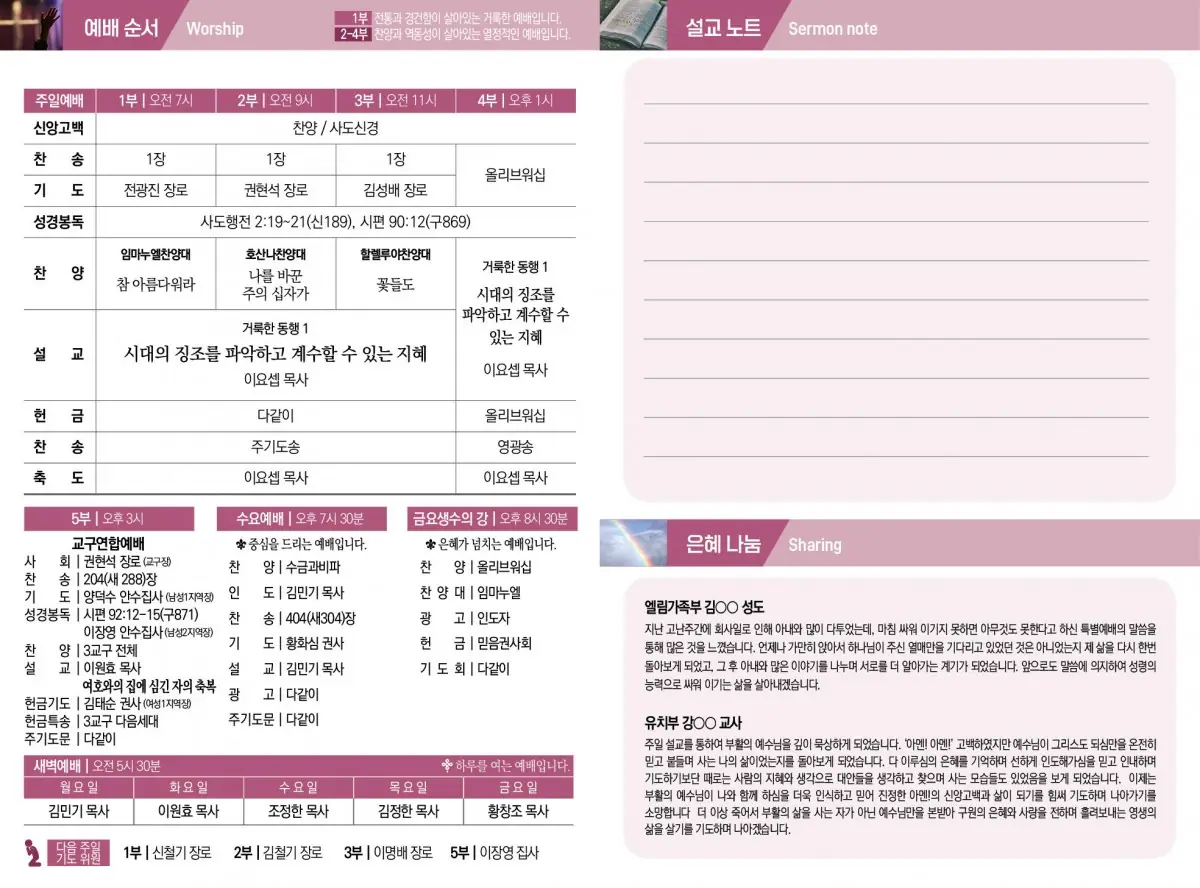 예배 순서 Worship
1부 전통과 경건함이 살아있는 거룩한 예배입니다.
2-4부 찬양과 역동성이 살아있는 열정적인 예배입니다.
주일예배 1부 | 오전 7시 2부 | 오전 9시 3부 | 오전 11시 4부 | 오후 1시
신앙고백 찬양 / 사도신경
찬 송 1장 1장 1장 올리브워십
기 도 전광진 장로 권현석 장로 김성배 장로
성경봉독 사도행전 2:19~21(신189), 시편 90:12(구869)
찬 양
임마누엘찬양대
참 아름다워라
호산나찬양대
나를 바꾼
주의 십자가
할렐루야찬양대
꽃들도
거룩한 동행 1
시대의 징조를
파악하고 계수할 수
있는 지혜
이요셉 목사
설 교
거룩한 동행 1
시대의 징조를 파악하고 계수할 수 있는 지혜
이요셉 목사
헌 금 다같이 올리브워십
찬 송 주기도송 영광송
축 도 이요셉 목사 이요셉 목사
5부 | 오후 3시
교구연합예배
사 회 | 권현석 장로 (교구장)
찬 송 | 204(새 288)장
기 도 | 양덕수 안수집사 (남성1지역장)
성경봉독 | 시편 92:12-15(구871)
이장영 안수집사 (남성2지역장)
찬 양 | 3교구 전체
설 교 | 이원효 목사
여호와의 집에 심긴 자의 축복
헌금기도 | 김태순 권사 (여성1지역장)
헌금특송 | 3교구 다음세대
주기도문 | 다같이
수요예배 | 오후 7시 30분
중심을 드리는 예배입니다.
찬 양 | 수금과비파
인 도 | 김민기 목사
찬 송 | 404(새304)장
기 도 | 황화심 권사
설 교 | 김민기 목사
광 고 | 다같이
주기도문 | 다같이
금요생수의 강 | 오후 8시 30분
은혜가 넘치는 예배입니다.
찬 양 | 올리브워십
찬 양 대 | 임마누엘
광 고 | 인도자
헌 금 | 믿음권사회
기 도 회 | 다같이
새벽예배 | 오전 5시 30분 하루를 여는 예배입니다.
월요일 화요일 수요일 목요일 금요일
김민기 목사 이원효 목사 조정한 목사 김정한 목사 황창조 목사
다음 주일
기도 위원
1부 | 신철기 장로 2부 | 김철기 장로 3부 | 이명배 장로 5부 | 이장영 집사
설교 노트 Sermon note
은혜 나눔 Sharing
엘림가족부 김○○ 성도
지난 고난주간에 회사일로 인해 아내와 많이 다투었는데, 마침 싸워 이기지 못하면 아무것도 못한다고 하신 특별예배의 말씀을
통해 많은 것을 느꼈습니다. 언제나 가만히 앉아서 하나님이 주신 열매만을 기다리고 있었던 것은 아니었는지 제 삶을 다시 한번
돌아보게 되었고, 그 후 아내와 많은 이야기를 나누며 서로를 더 알아가는 계기가 되었습니다. 앞으로도 말씀에 의지하여 성령의
능력으로 싸워 이기는 삶을 살아내겠습니다.
유치부 강○○ 교사
주일 설교를 통하여 부활의 예수님을 깊이 묵상하게 되었습니다. ‘아멘! 아멘!’ 고백하였지만 예수님이 그리스도 되심만을 온전히
믿고 붙들며 사는 나의 삶이었는지를 돌아보게 되었습니다. 다 이루심의 은혜를 기억하며 선하게 인도해가심을 믿고 인내하며
기도하기보단 때로는 사람의 지혜와 생각으로 대안들을 생각하고 찾으며 사는 모습들도 있었음을 보게 되었습니다. 이제는
부활의 예수님이 나와 함께 하심을 더욱 인식하고 믿어 진정한 아멘!의 신앙고백과 삶이 되기를 힘써 기도하며 나아가기를
소망합니다 더 이상 죽어서 부활의 삶을 사는 자가 아닌 예수님만을 본받아 구원의 은혜와 사랑을 전하며 흘려보내는 영생의
삶을 살기를 기도하며 나아겠습니다.